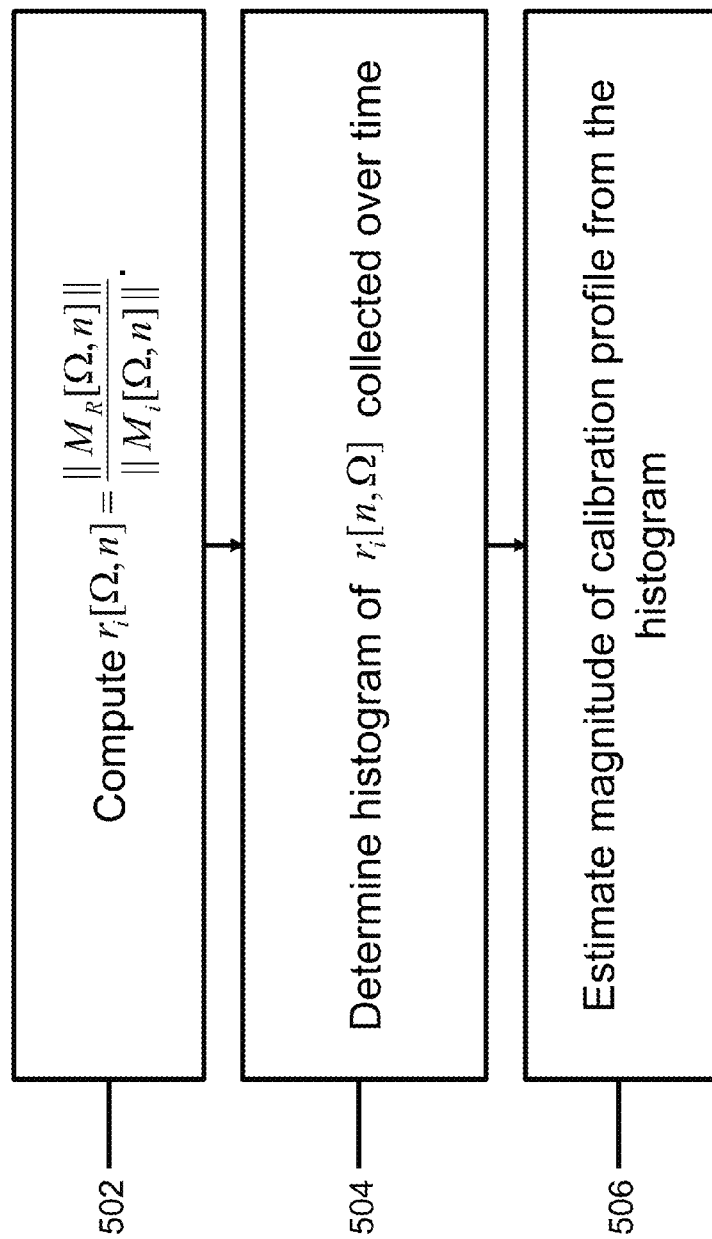 502
Compute r_i[Ω, n] = || M_R[Ω, n] || / || M_i[Ω, n] || .
504
Determine histogram of r_i[n, Ω] collected over time
506
Estimate magnitude of calibration profile from the
histogram